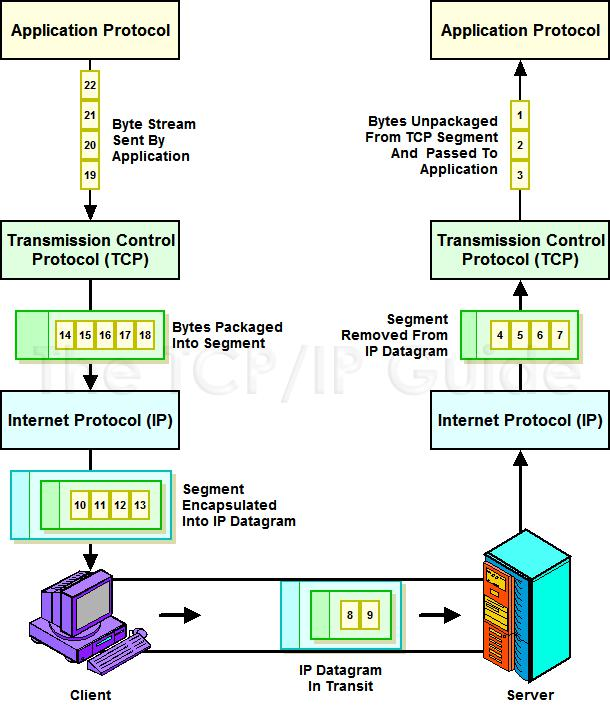 Application Protocol
22
21
20
19
Byte Stream
Sent By
Application
Transmission Control
Protocol (TCP)
14 15 16 17 18
Bytes Packaged
Into Segment
Internet Protocol (IP)
10 11 12 13
Segment
Encapsulated
Into IP Datagram
Client
8 9
IP Datagram
In Transit
Application Protocol
Bytes Unpackaged
From TCP Segment
And Passed To
Application
1
2
3
Transmission Control
Protocol (TCP)
Segment
Removed From
IP Datagram
4 5 6 7
Internet Protocol (IP)
Server
The TCP/IP Guide